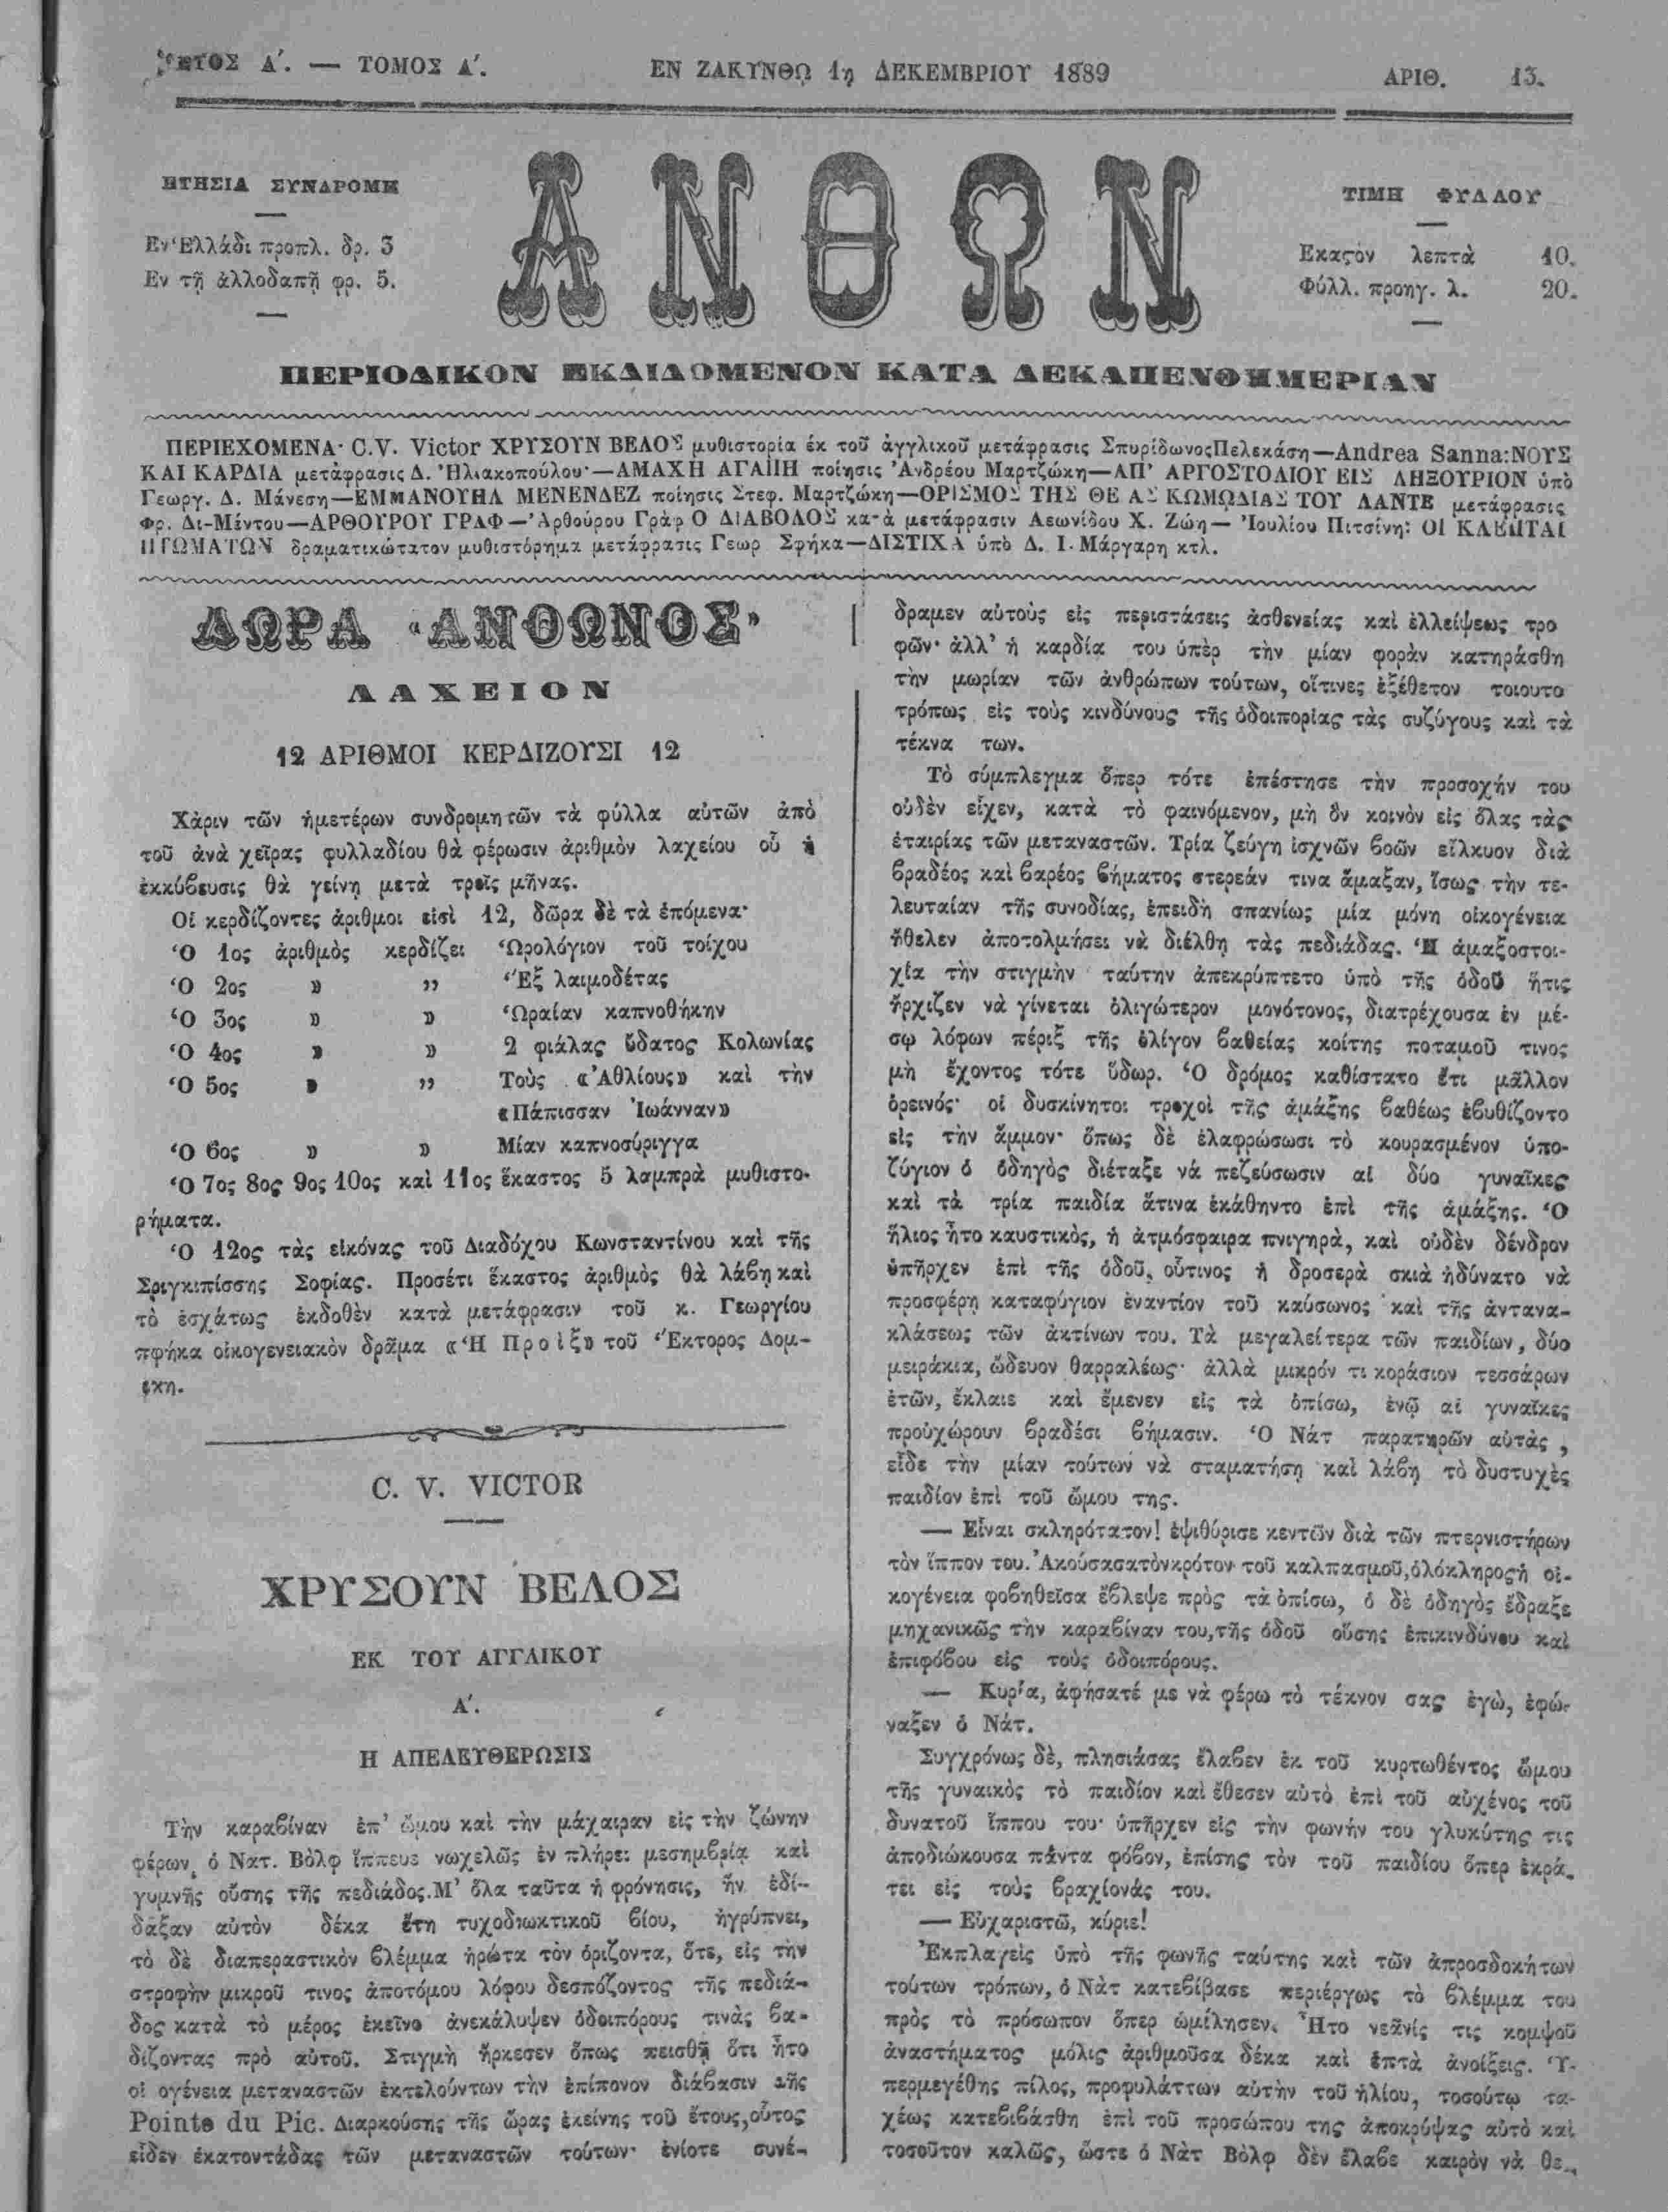 ΕΤΟΣ Α΄. — ΤΟΜΟΣ Α΄.
ΕΝ ΖΑΚΥΝΘῼ 1η ΔΕΚΕΜΒΡΙΟΥ 1889
ΑΡΙΘ. 13.
ΕΤΗΣΙΑ ΣΥΝΔΡΟΜΗ
Εν Ἑλλάδι προπλ. δρ. 3
Εν τῇ ἀλλοδαπῇ φρ. 5.
ΑΝΘΩΝ
ΤΙΜΗ ΦΥΛΛΟΥ
Εκαστον λεπτὰ 10.
Φύλλ. προηγ. λ. 20.
ΠΕΡΙΟΔΙΚΟΝ ΕΚΔΙΔΟΜΕΝΟΝ ΚΑΤΑ ΔΕΚΑΠΕΝΘΗΜΕΡΙΑΝ
ΠΕΡΙΕΧΟΜΕΝΑ· C.V. Victor ΧΡΥΣΟΥΝ ΒΕΛΟΣ μυθιστορία ἐκ τοῦ ἀγγλικοῦ μετάφρασις ΣπυρίδωνοςΠελεκάση—Andrea Sanna:ΝΟΥΣ
ΚΑΙ ΚΑΡΔΙΑ μετάφρασις Δ. Ἠλιακοπούλου·—ΑΜΑΧΗ ΑΓΑΠΗ ποίησις Ἀνδρέου Μαρτζώκη—ΑΠ' ΑΡΓΟΣΤΟΛΙΟΥ ΕΙΣ ΛΗΞΟΥΡΙΟΝ ὑπὸ
Γεωργ. Δ. Μάνεση—ΕΜΜΑΝΟΥΗΛ ΜΕΝΕΝΔΕΖ ποίησις Στεφ. Μαρτζώκη—ΟΡΙΣΜΟΣ ΤΗΣ ΘΕ ΑΣ ΚΩΜΩΔΙΑΣ ΤΟΥ ΔΑΝΤΕ μετάφρασις
Φρ. Δι-Μέντου—ΑΡΘΟΥΡΟΥ ΓΡΑΦ—Ἀρθούρου Γράφ Ο ΔΙΑΒΟΛΟΣ κατὰ μετάφρασιν Λεωνίδου Χ. Ζώη— Ἰουλίου Πιτσίνη: ΟΙ ΚΛΕΠΤΑΙ
ΠΤΩΜΑΤΩΝ δραματικώτατον μυθιστόρημα μετάφρασις Γεωρ Σφήκα—ΔΙΣΤΙΧΑ ὑπὸ Δ. Ι. Μάργαρη κτλ.
ΔΩΡΑ «ΑΝΘΩΝΟΣ»
ΛΑΧΕΙΟΝ
12 ΑΡΙΘΜΟΙ ΚΕΡΔΙΖΟΥΣΙ 12
Χάριν τῶν ἡμετέρων συνδρομητῶν τὰ φύλλα αὐτῶν ἀπὸ
τοῦ ἀνὰ χεῖρας φυλλαδίου θὰ φέρωσιν ἀριθμὸν λαχείου οὗ ἡ
ἐκκύβευσις θὰ γείνῃ μετὰ τρεῖς μῆνας.
Οἱ κερδίζοντες ἀριθμοι εἰσὶ 12, δῶρα δὲ τὰ ἑπόμενα·
Ὁ 1ος ἀριθμὸς κερδίζει Ὡρολόγιον τοῦ τοίχου
Ὁ 2ος » ” Ἓξ λαιμοδέτας
Ὁ 3ος » » Ὡραίαν καπνοθήκην
Ὁ 4ος » » 2 φιάλας ὕδατος Κολωνίας
Ὁ 5ος » ” Τοὺς «Ἀθλίους» καὶ τὴν
«Πάπισσαν Ἰωάνναν»
Ὁ 6ος » » Μίαν καπνοσύριγγα
Ὁ 7ος 8ος 9ος 10ος καὶ 11ος ἕκαστος 5 λαμπρὰ μυθιστο-
ρήματα.
Ὁ 12ος τὰς εἰκόνας τοῦ Διαδόχου Κωνσταντίνου καὶ τῆς
Σριγκιπίσσης Σοφίας. Προσέτι ἕκαστος ἀριθμὸς θὰ λάβῃ καὶ
τὸ ἐσχάτως ἐκδοθὲν κατὰ μετάφρασιν τοῦ κ. Γεωργίου
πφήκα οἰκογενειακὸν δρᾶμα «Ἡ Προὶξ» τοῦ Ἕκτορος Δομ-
ίκη.
C. V. VICTOR
ΧΡΥΣΟΥΝ ΒΕΛΟΣ
ΕΚ ΤΟΥ ΑΓΓΛΙΚΟΥ
Α΄.
Η ΑΠΕΛΕΥΘΕΡΩΣΙΣ
Τὴν καραβίναν ἐπ' ὤμου καὶ τὴν μάχαιραν εἰς τὴν ζώνην
φέρων, ὁ Νατ. Βὸλφ ἵππευε νωχελῶς ἐν πλήρει μεσημβρίᾳ καὶ
γυμνῆς οὔσης τῆς πεδιάδος. Μ' ὅλα ταῦτα ἡ φρόνησις, ἣν ἐδί-
δαξαν αὐτὸν δέκα ἔτη τυχοδιωκτικοῦ βίου, ἠγρύπνει,
τὸ δὲ διαπεραστικὸν βλέμμα ἠρώτα τὸν ὁρίζοντα, ὅτε, εἰς τὴν
στροφὴν μικροῦ τινος ἀποτόμου λόφου δεσπόζοντος τῆς πεδιά-
δος κατὰ τὸ μέρος ἐκεῖνο ἀνεκάλυψεν ὁδοιπόρους τινὰς βα-
δίζοντας πρὸ αὐτοῦ. Στιγμὴ ἤρκεσεν ὅπως πεισθῇ ὅτι ἦτο
οἱ ογένεια μεταναστῶν ἐκτελούντων τὴν ἐπίπονον διάβασιν τῆς
Pointe du Pic. Διαρκούσης τῆς ὥρας ἐκείνης τοῦ ἔτους, οὗτος
εἶδεν ἑκατοντάδας τῶν μεταναστῶν τούτων· ἐνίοτε συνέ-
δραμεν αὐτοὺς εἰς περιστάσεις ἀσθενείας καὶ ἐλλείψεως τρο
φῶν· ἀλλ' ἡ καρδία του ὑπὲρ τὴν μίαν φορὰν κατηράσθη
τὴν μωρίαν τῶν ἀνθρώπων τούτων, οἵτινες ἐξέθετον τοιουτο
τρόπως εἰς τοὺς κινδύνους τῆς ὁδοιπορίας τὰς συζύγους καὶ τὰ
τέκνα των.
Τὸ σύμπλεγμα ὅπερ τότε ἐπέστησε τὴν προσοχήν του
οὐδὲν εἶχεν, κατὰ τὸ φαινόμενον, μὴ ὂν κοινὸν εἰς ὅλας τὰς
ἑταιρίας τῶν μεταναστῶν. Τρία ζεύγη ἰσχνῶν βοῶν εἷλκυον διὰ
βραδέος καὶ βαρέος βήματος στερεάν τινα ἅμαξαν, ἴσως τὴν τε-
λευταίαν τῆς συνοδίας, ἐπειδὴ σπανίως μία μόνη οἰκογένεια
ἤθελεν ἀποτολμήσει νὰ διέλθῃ τὰς πεδιάδας. Ἡ ἁμαξοστοι-
χία τὴν στιγμὴν ταύτην ἀπεκρύπτετο ὑπὸ τῆς ὁδοῦ ἥτις
ἤρχιζεν νὰ γίνεται ὀλιγώτερον μονότονος, διατρέχουσα ἐν μέ-
σῳ λόφων πέριξ τῆς ὀλίγον βαθείας κοίτης ποταμοῦ τινος
μὴ ἔχοντος τότε ὕδωρ. Ὁ δρόμος καθίστατο ἔτι μᾶλλον
ὀρεινός· οἱ δυσκίνητοι τροχοὶ τῆς ἁμάξης βαθέως ἐβυθίζοντο
εἰς τὴν ἄμμον· ὅπως δὲ ἐλαφρώσωσι τὸ κουρασμένον ὑπο-
ζύγιον ὁ ὁδηγὸς διέταξε νά πεζεύσωσιν αἱ δύο γυναῖκες
καὶ τὰ τρία παιδία ἅτινα ἐκάθηντο ἐπὶ τῆς ἁμάξης. Ὁ
ἥλιος ἦτο καυστικὸς, ἡ ἀτμόσφαιρα πνιγηρὰ, καὶ οὐδὲν δένδρον
ὑπῆρχεν ἐπὶ τῆς ὁδοῦ, οὗτινος ἡ δροσερὰ σκιὰ ἠδύνατο νὰ
προσφέρῃ καταφύγιον ἐναντίον τοῦ καύσωνος καὶ τῆς ἀντανα-
κλάσεως τῶν ἀκτίνων του. Τὰ μεγαλείτερα τῶν παιδίων, δύο
μειράκια, ὥδευον θαρραλέως· ἀλλὰ μικρόν τι κοράσιον τεσσάρων
ἐτῶν, ἔκλαιε καὶ ἔμενεν εἰς τὰ ὀπίσω, ἐνῷ αἱ γυναῖκες
προὐχώρουν βραδέσι βήμασιν. Ὁ Νάτ παρατηρῶν αὐτὰς ,
εἶδε τὴν μίαν τούτων νὰ σταματήσῃ καὶ λάβῃ τὸ δυστυχὲς
παιδίον ἐπὶ τοῦ ὤμου της.
— Εἶναι σκληρότατον! ἐψιθύρισε κεντῶν διὰ τῶν πτερνιστήρων
τὸν ἵππον του. Ἀκούσασατὸνκρότον τοῦ καλπασμοῦ,ὁλόκληροςἡ οἰ-
κογένεια φοβηθεῖσα ἔβλεψε πρὸς τὰ ὀπίσω, ὁ δὲ ὁδηγὸς ἔδραξε
μηχανικῶς τὴν καραβίναν του,τῆς ὁδοῦ οὔσης ἐπικινδύνου καὶ
ἐπιφόβου εἰς τοὺς ὁδοιπόρους.
— Κυρία, ἀφήσατέ με νὰ φέρω τὸ τέκνον σας ἐγὼ, ἐφώ-
ναξεν ὁ Νάτ.
Συγχρόνως δὲ, πλησιάσας ἔλαβεν ἐκ τοῦ κυρτωθέντος ὤμου
τῆς γυναικὸς τὸ παιδίον καὶ ἔθεσεν αὐτὸ ἐπὶ τοῦ αὐχένος τοῦ
δυνατοῦ ἵππου του· ὑπῆρχεν εἰς τὴν φωνήν του γλυκύτης τις
ἀποδιώκουσα πάντα φόβον, ἐπίσης τὸν τοῦ παιδίου ὅπερ ἐκρά-
τει εἰς τοὺς βραχίονάς του.
— Εὐχαριστῶ, κύριε!
Ἐκπλαγεὶς ὑπὸ τῆς φωνῆς ταύτης καὶ τῶν ἀπροσδοκήτων
τούτων τρόπων, ὁ Νὰτ κατεβίβασε περιέργως τὸ βλέμμα του
πρὸς τὸ πρόσωπον ὅπερ ὡμίλησεν. Ἦτο νεᾶνίς τις κομψοῦ
ἀναστήματος μόλις ἀριθμοῦσα δέκα καὶ ἑπτὰ ἀνοίξεις. Ὑ-
περμεγέθης πίλος, προφυλάττων αὐτὴν τοῦ ἡλίου, τοσούτῳ τα-
χέως κατεβιβάσθη ἐπὶ τοῦ προσώπου της ἀποκρύψας αὐτὸ καὶ
τοσοῦτον καλῶς, ὥστε ὁ Νὰτ Βὸλφ δὲν ἔλαβε καιρὸν νὰ θε-